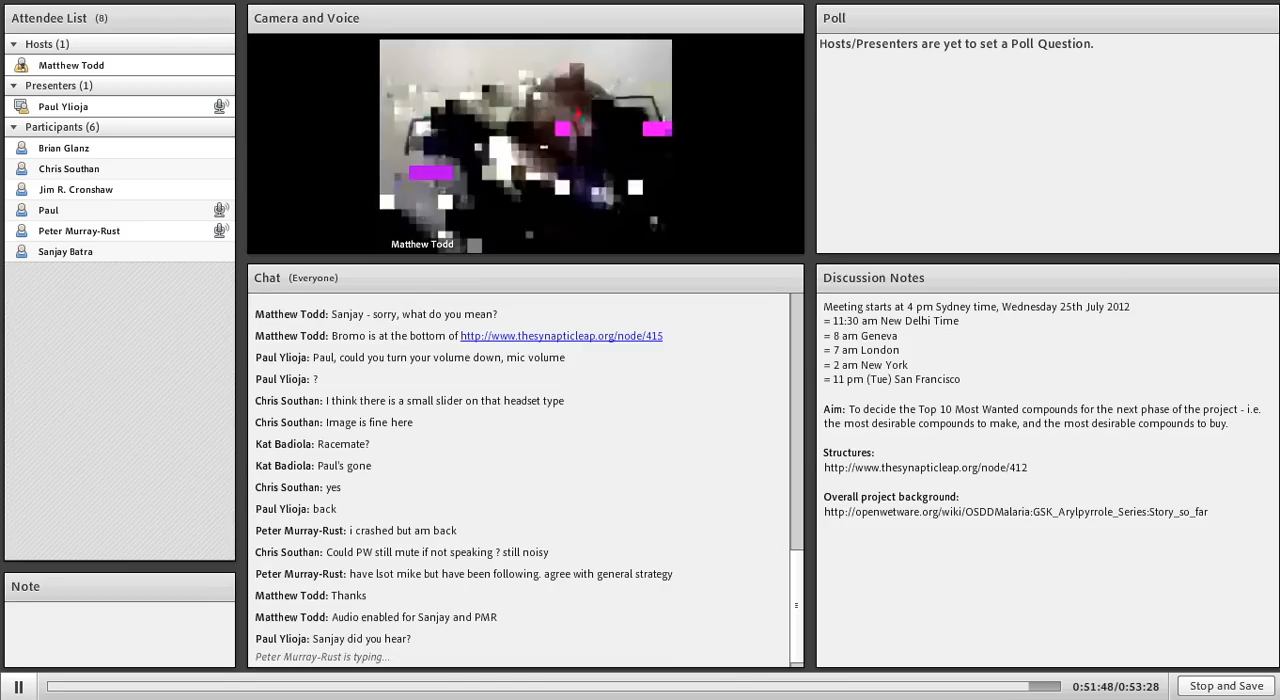 Attendee List (8)
Hosts (1)
Matthew Todd
Presenters (1)
Paul Ylioja
Participants (6)
Brian Glanz
Chris Southan
Jim R. Cronshaw
Paul
Peter Murray-Rust
Sanjay Batra
Note
Camera and Voice
Matthew Todd
Chat (Everyone)
Matthew Todd: Sanjay - sorry, what do you mean?
Matthew Todd: Bromo is at the bottom of http://www.thesynapticleap.org/node/415
Paul Ylioja: Paul, could you turn your volume down, mic volume
Paul Ylioja: ?
Chris Southan: I think there is a small slider on that headset type
Chris Southan: Image is fine here
Kat Badiola: Racemate?
Kat Badiola: Paul's gone
Chris Southan: yes
Paul Ylioja: back
Peter Murray-Rust: i crashed but am back
Chris Southan: Could PW still mute if not speaking ? still noisy
Peter Murray-Rust: have lsot mike but have been following. agree with general strategy
Matthew Todd: Thanks
Matthew Todd: Audio enabled for Sanjay and PMR
Paul Ylioja: Sanjay did you hear?
Peter Murray-Rust is typing...
Poll
Hosts/Presenters are yet to set a Poll Question.
Discussion Notes
Meeting starts at 4 pm Sydney time, Wednesday 25th July 2012
= 11:30 am New Delhi Time
= 8 am Geneva
= 7 am London
= 2 am New York
= 11 pm (Tue) San Francisco
Aim: To decide the Top 10 Most Wanted compounds for the next phase of the project - i.e.
the most desirable compounds to make, and the most desirable compounds to buy.
Structures:
http://www.thesynapticleap.org/node/412
Overall project background:
http://openwetware.org/wiki/OSDDMalaria:GSK_Arylpyrrole_Series:Story_so_far
0:51:48/0:53:28
Stop and Save